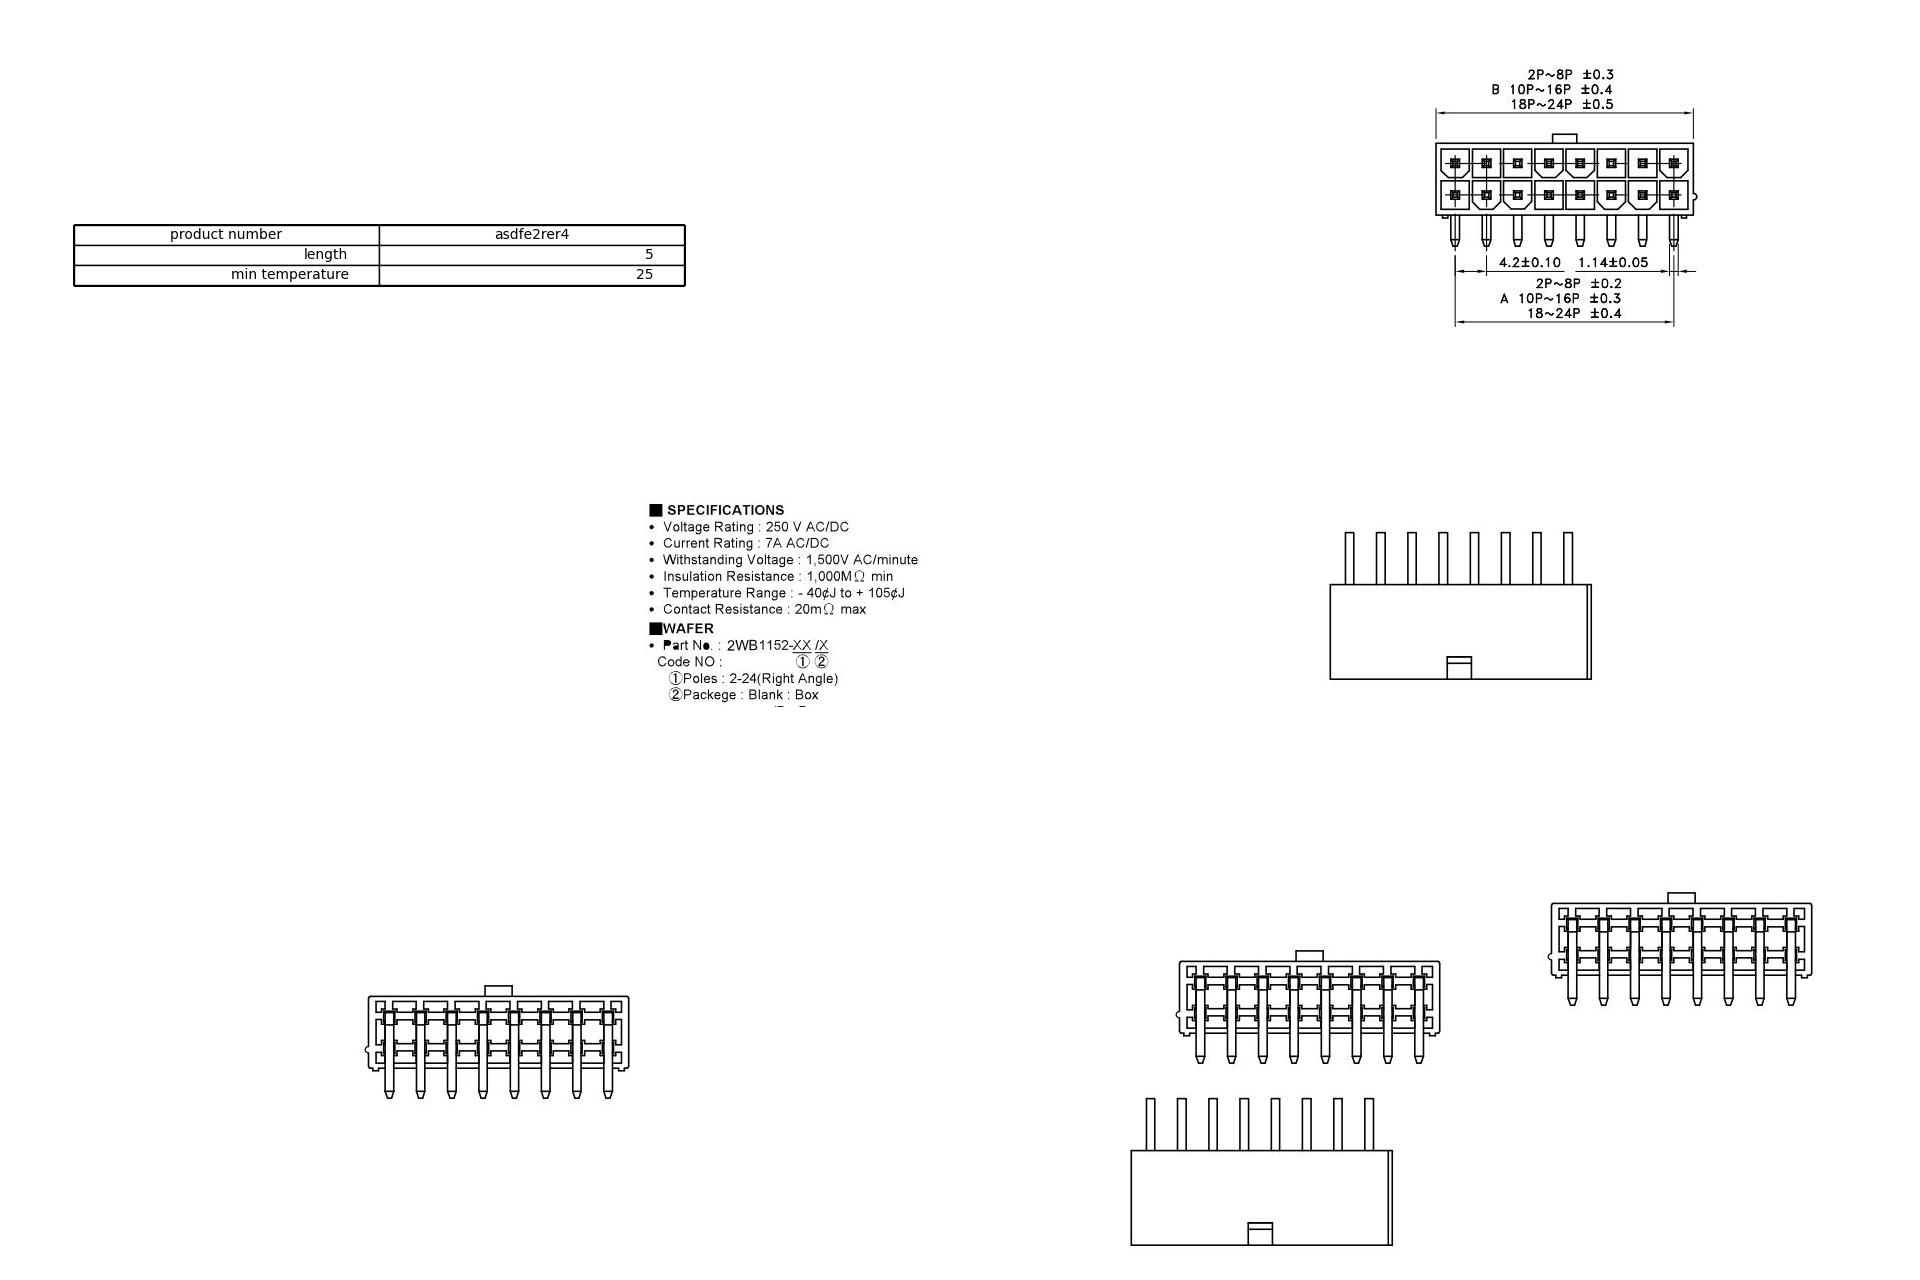 2P~8P ±0.3
B 10P~16P ±0.4
18P~24P ±0.5
product number asdfe2rer4
length 5
min temperature 25
4.2±0.10 1.14±0.05
2P~8P ±0.2
A 10P~16P ±0.3
18~24P ±0.4
■ SPECIFICATIONS
• Voltage Rating : 250 V AC/DC
• Current Rating : 7A AC/DC
• Withstanding Voltage : 1,500V AC/minute
• Insulation Resistance : 1,000MΩ min
• Temperature Range : - 40¢J to + 105¢J
• Contact Resistance : 20mΩ max
■WAFER
• Part No. : 2WB1152-XX /X
Code NO : ① ②
①Poles : 2-24(Right Angle)
②Packege : Blank : Box